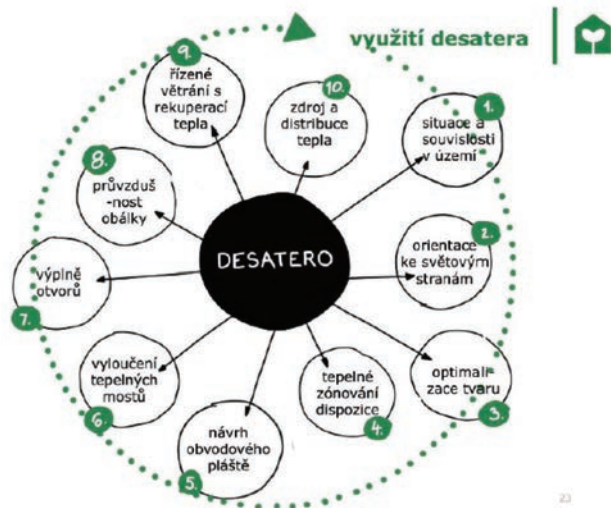 využití desatera
DESATERO
1.
situace a
souvislosti
v území
2.
orientace
ke světovým
stranám
3.
optimali-
zace tvaru
4.
tepelné
zónování
dispozice
5.
návrh
obvodového
pláště
6.
vyloučení
tepelných
mostů
7.
výplně
otvorů
8.
průvzduš
-nost
obálky
9.
řízené
větrání s
rekuperací
tepla
10.
zdroj a
distribuce
tepla
23